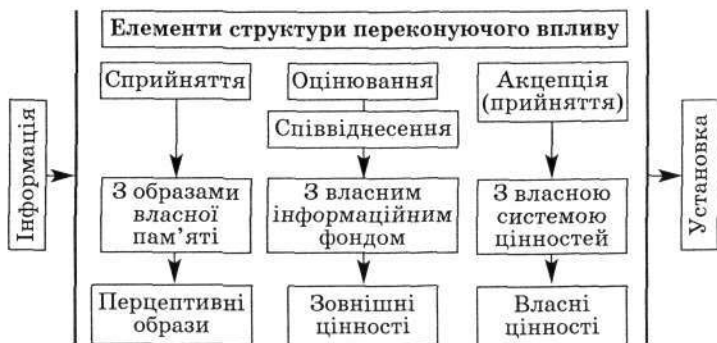 Елементи структури переконуючого впливу
Інформація
Сприйняття
Оцінювання
Акцепція
(прийняття)
Співвіднесення
З образами
власної
пам’яті
З власним
інформаційним
фондом
З власною
системою
цінностей
Установка
Перцептивні
образи
Зовнішні
цінності
Власні
цінності